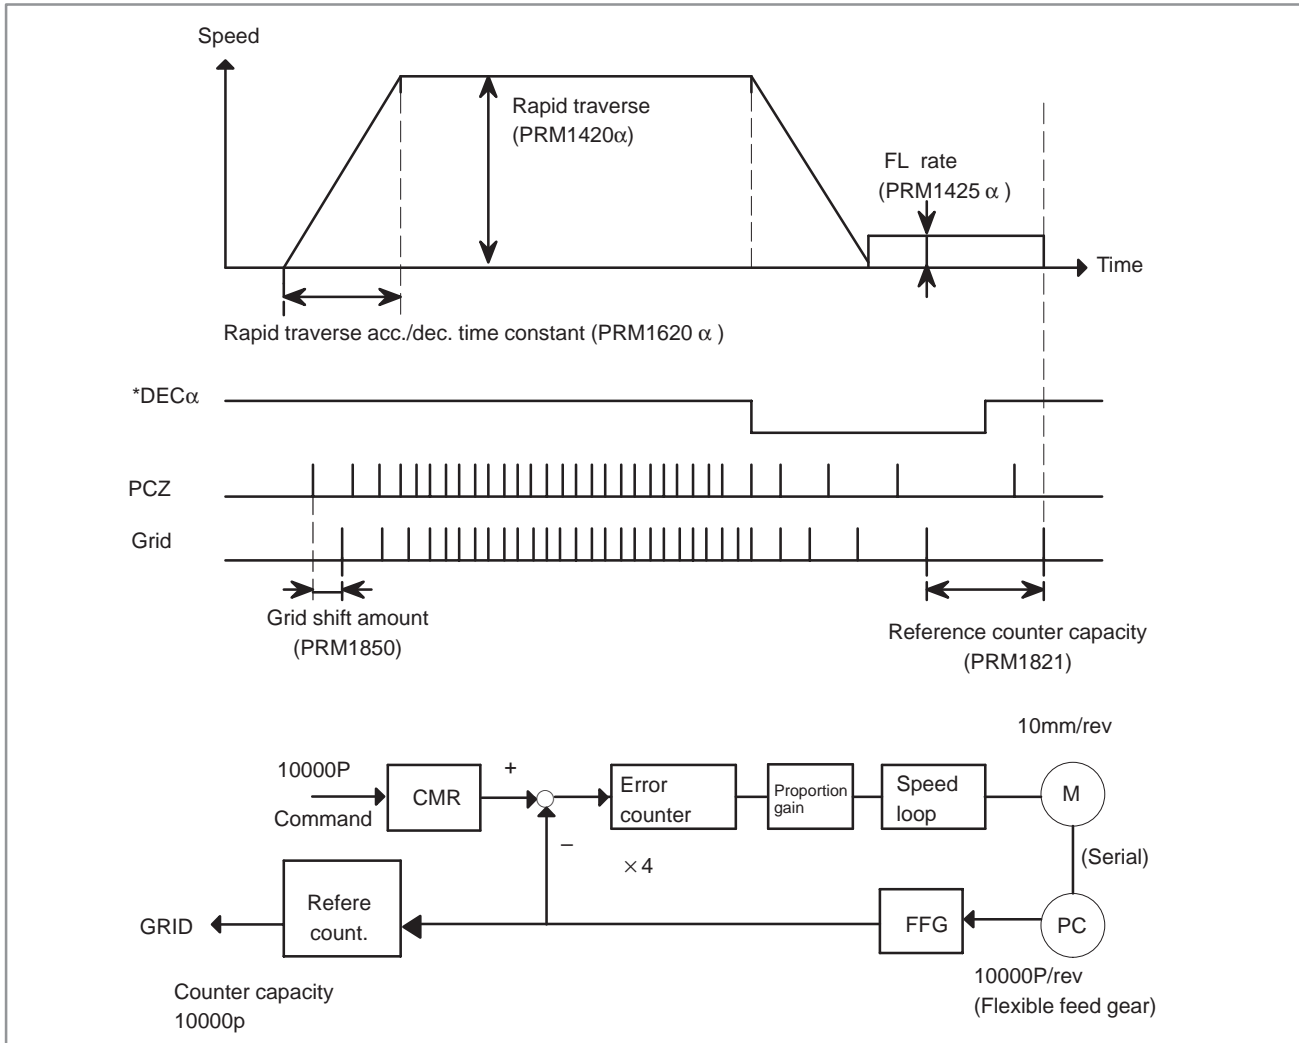 Speed
Rapid traverse
(PRM1420α)
FL rate
(PRM1425 α )
Time
Rapid traverse acc./dec. time constant (PRM1620 α )
*DECα
PCZ
Grid
Grid shift amount
(PRM1850)
Reference counter capacity
(PRM1821)
10mm/rev
10000P
Command
CMR
+
−
Error
counter
×4
Proportion
gain
Speed
loop
M
(Serial)
GRID
Refere
count.
FFG
PC
10000P/rev
(Flexible feed gear)
Counter capacity
10000p